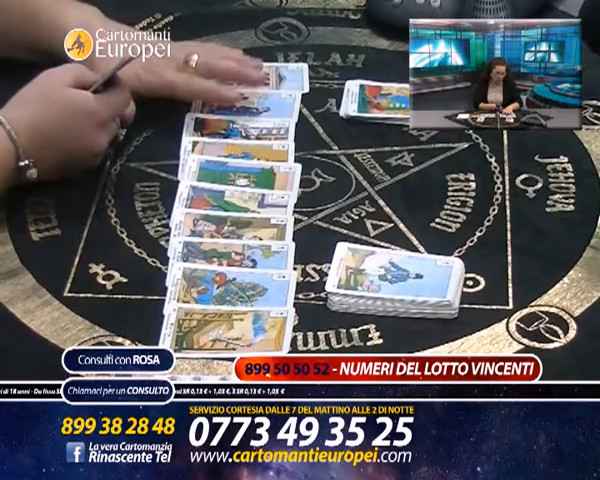 Cartomanti
Europei
JEHOVA
ERIGION
AGIA
Consulti con ROSA
899 50 50 52 - NUMERI DEL LOTTO VINCENTI
Chiamaci per un CONSULTO
899 38 28 48
SERVIZIO CORTESIA DALLE 7 DEL MATTINO ALLE 2 DI NOTTE
0773 49 35 25
La vera Cartomanzia
Rinascente Tel
www.cartomantieuropei.com